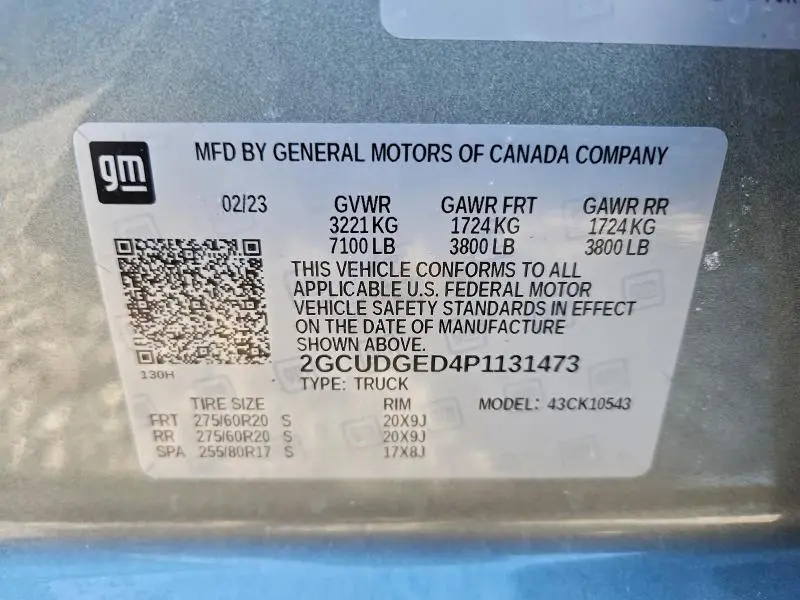 gm
MFD BY GENERAL MOTORS OF CANADA COMPANY
02/23 GVWR GAWR FRT GAWR RR
3221 KG 1724 KG 1724 KG
7100 LB 3800 LB 3800 LB
THIS VEHICLE CONFORMS TO ALL
APPLICABLE U.S. FEDERAL MOTOR
VEHICLE SAFETY STANDARDS IN EFFECT
ON THE DATE OF MANUFACTURE
SHOWN ABOVE.
2GCUDGED4P1131473
130H
TYPE: TRUCK
TIRE SIZE RIM MODEL: 43CK10543
FRT 275/60R20 S 20X9J
RR 275/60R20 S 20X9J
SPA 255/80R17 S 17X8J